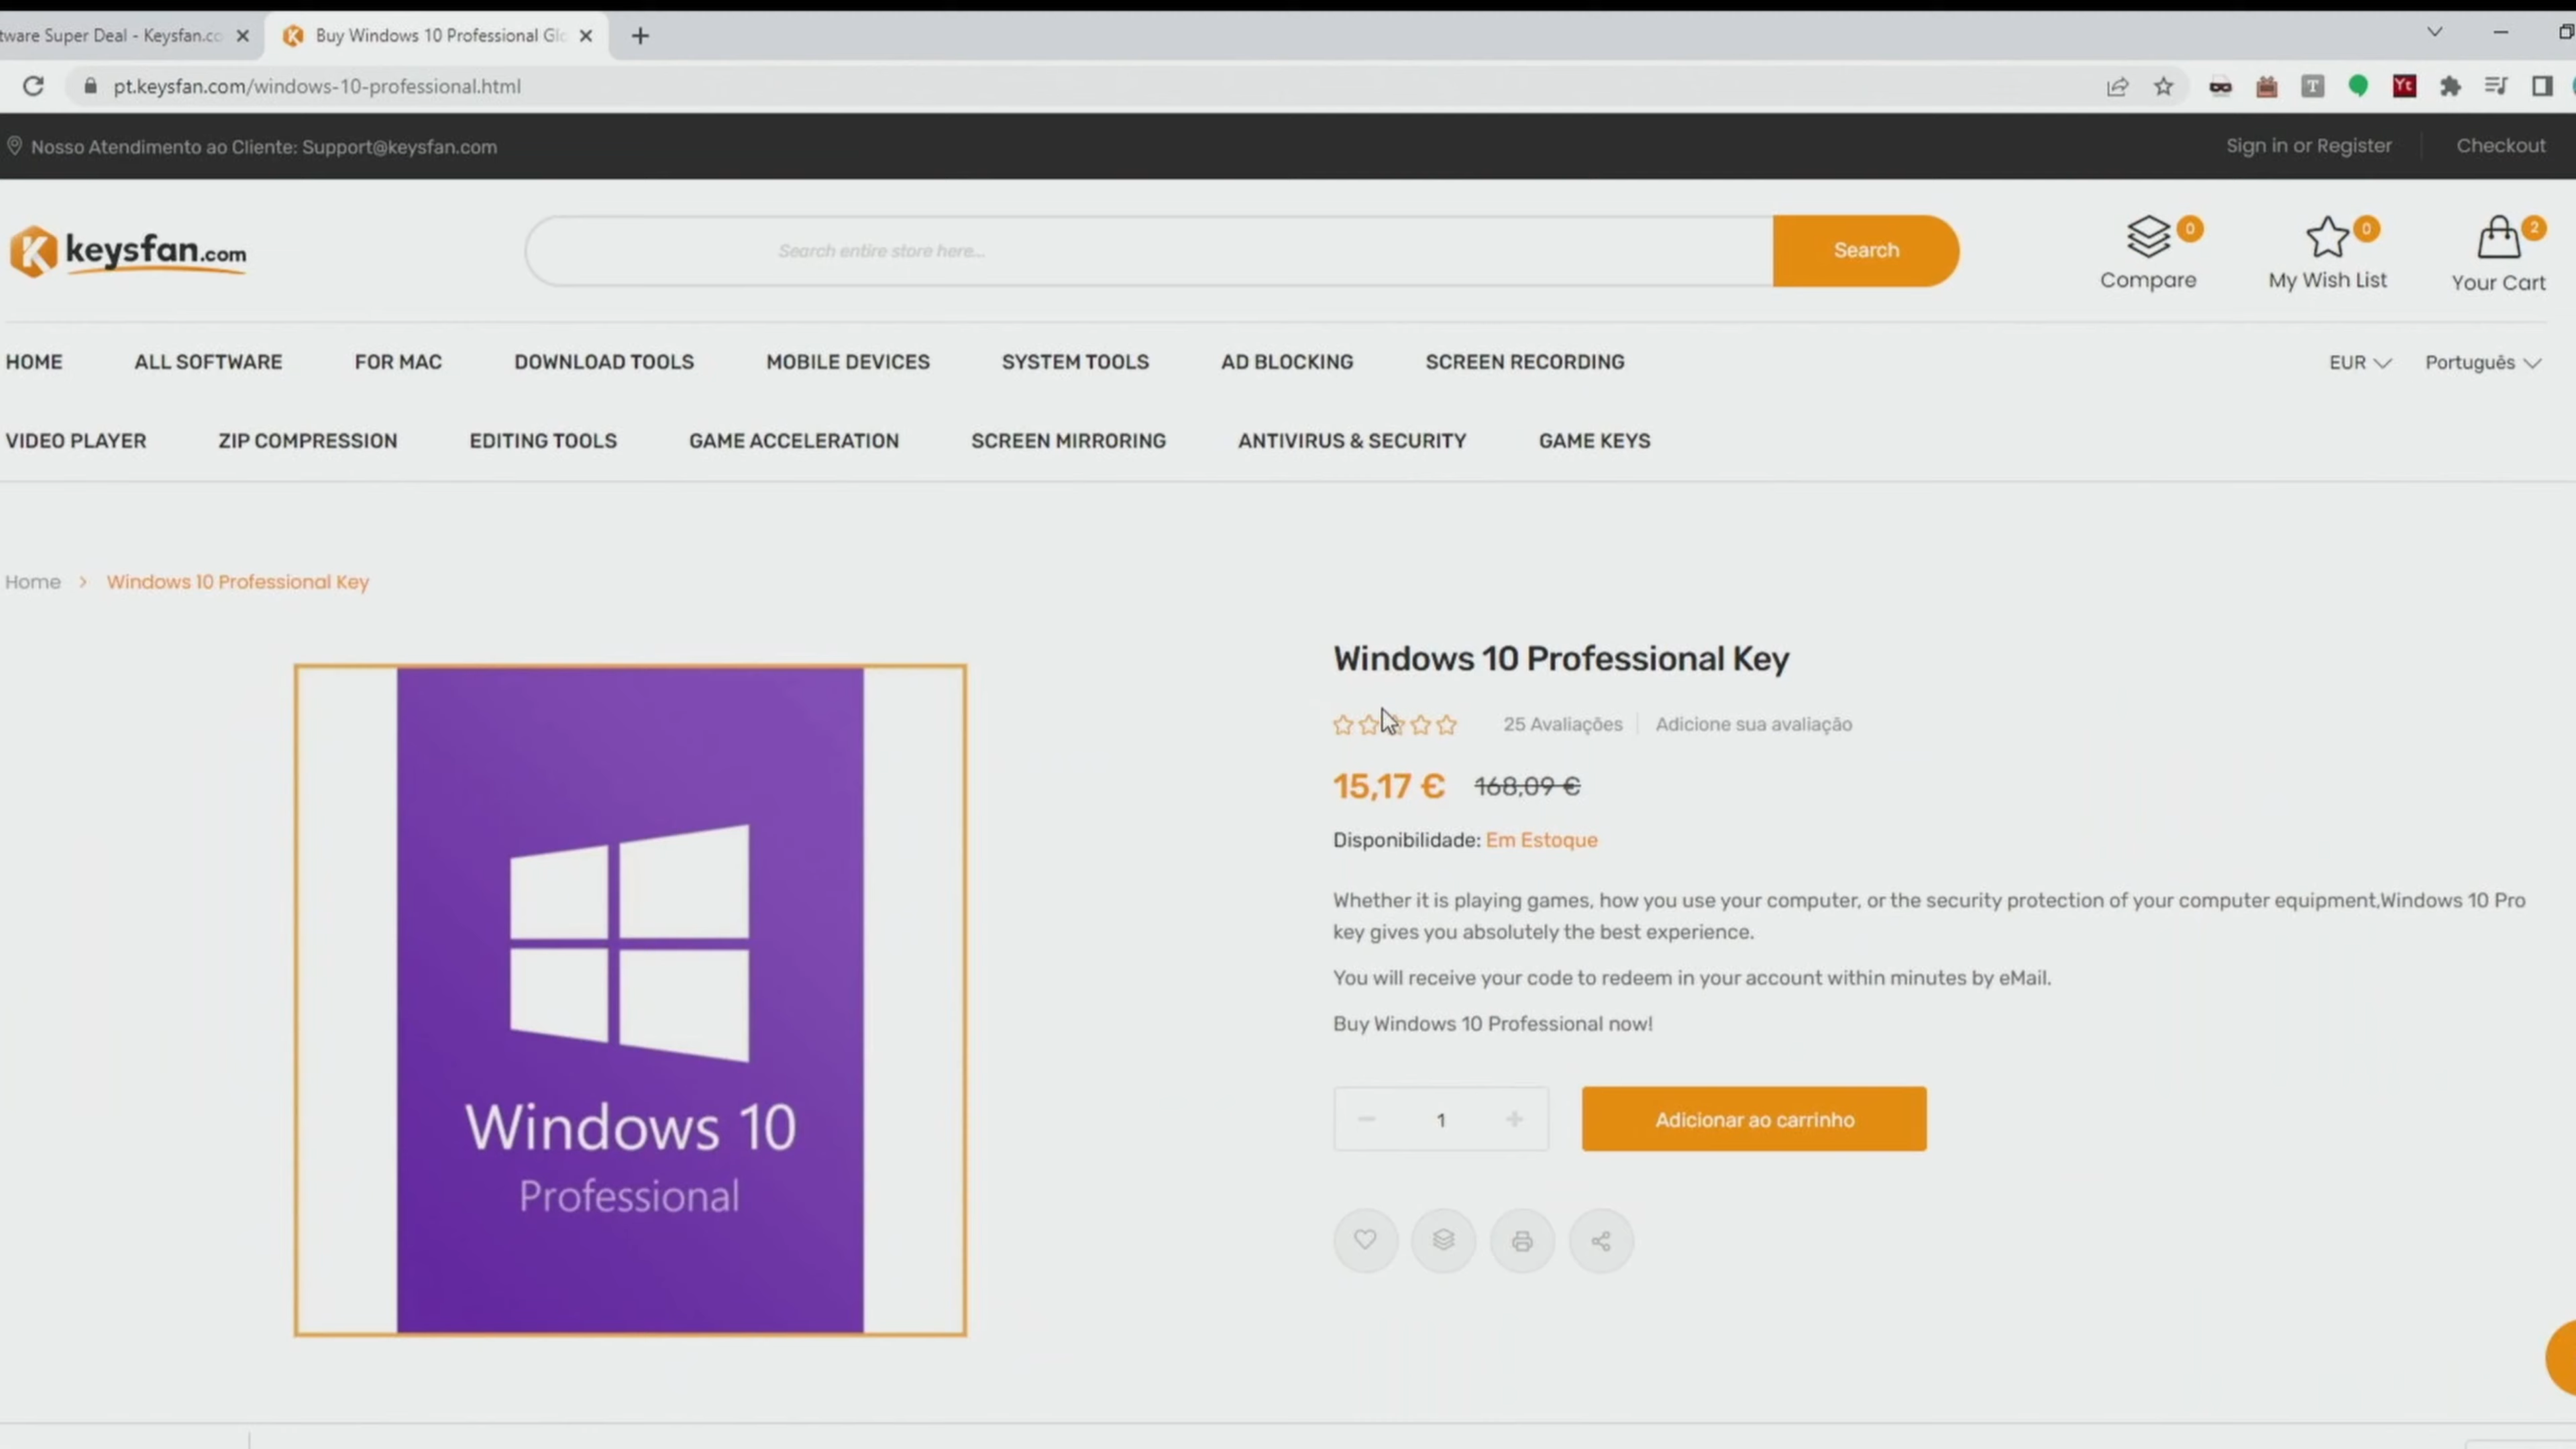 tware Super Deal - Keysfan.co
Buy Windows 10 Professional Glo
pt.keysfan.com/windows-10-professional.html
T
Yt
Nosso Atendimento ao Cliente: Support@keysfan.com
Sign in or Register
Checkout
K keysfan.com
Search entire store here...
Search
0
Compare
0
My Wish List
2
Your Cart
HOME
ALL SOFTWARE
FOR MAC
DOWNLOAD TOOLS
MOBILE DEVICES
SYSTEM TOOLS
AD BLOCKING
SCREEN RECORDING
EUR
Português
VIDEO PLAYER
ZIP COMPRESSION
EDITING TOOLS
GAME ACCELERATION
SCREEN MIRRORING
ANTIVIRUS & SECURITY
GAME KEYS
Home > Windows 10 Professional Key
Windows 10
Professional
Windows 10 Professional Key
25 Avaliações
Adicione sua avaliação
15,17 € 168,09 €
Disponibilidade: Em Estoque
Whether it is playing games, how you use your computer, or the security protection of your computer equipment,Windows 10 Pro
key gives you absolutely the best experience.
You will receive your code to redeem in your account within minutes by eMail.
Buy Windows 10 Professional now!
1
Adicionar ao carrinho